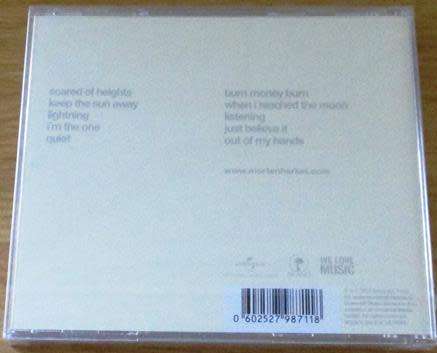 scared of heights
keep the sun away
lightning
i'm the one
quiet
burn money burn
when i reached the moon
listening
just believe it
out of my hands
www.mortenharket.com
WE LOVE
MUSIC
0 602527 987118